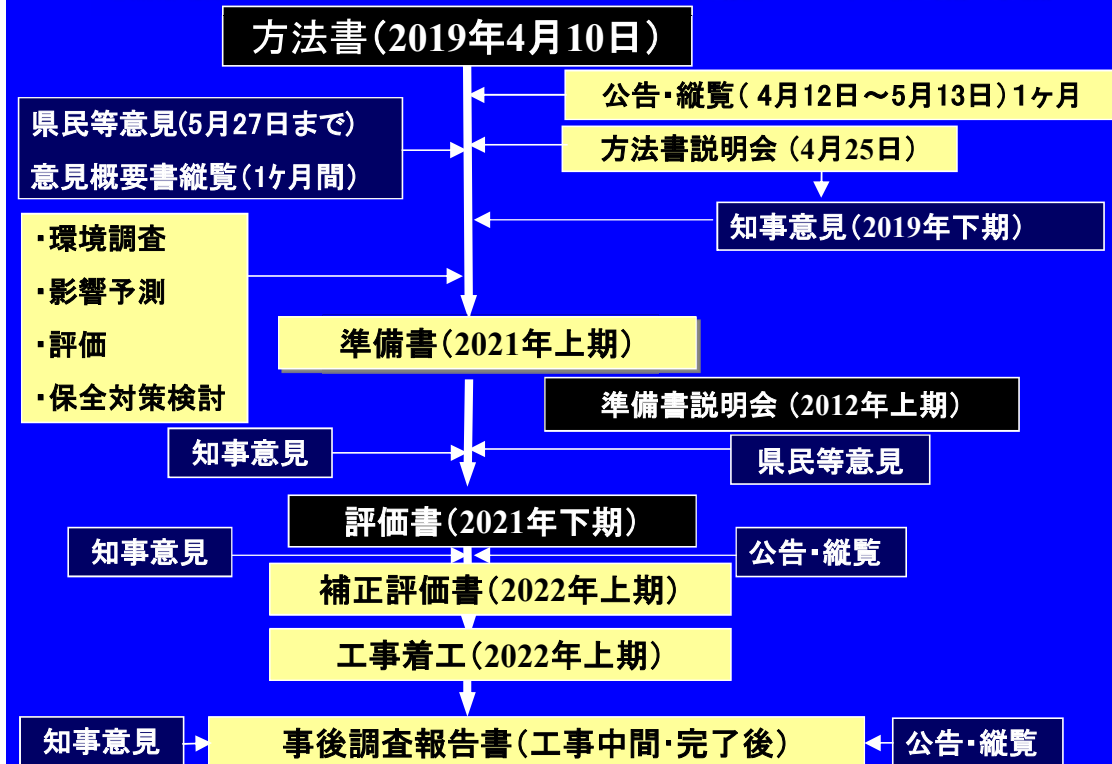 方法書(2019年4月10日)
公告・縦覧( 4月12日～5月13日)1ヶ月
県民等意見(5月27日まで)
意見概要書縦覧(1ケ月間)
方法書説明会 (4月25日)
知事意見(2019年下期)
・環境調査
・影響予測
・評価
・保全対策検討
準備書(2021年上期)
準備書説明会 (2012年上期)
知事意見
県民等意見
評価書(2021年下期)
知事意見
公告・縦覧
補正評価書(2022年上期)
工事着工(2022年上期)
知事意見
事後調査報告書(工事中間・完了後)
公告・縦覧